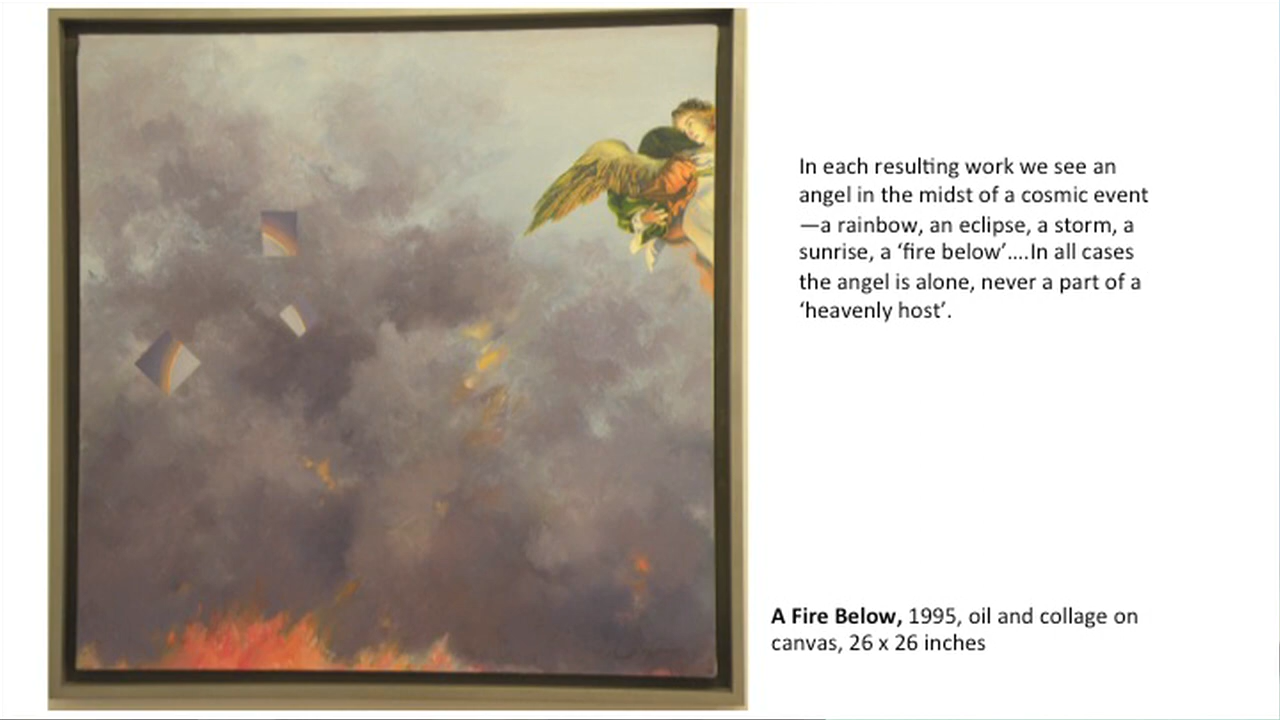 In each resulting work we see an
angel in the midst of a cosmic event
—a rainbow, an eclipse, a storm, a
sunrise, a ‘fire below’....In all cases
the angel is alone, never a part of a
‘heavenly host’.
A Fire Below, 1995, oil and collage on
canvas, 26 x 26 inches